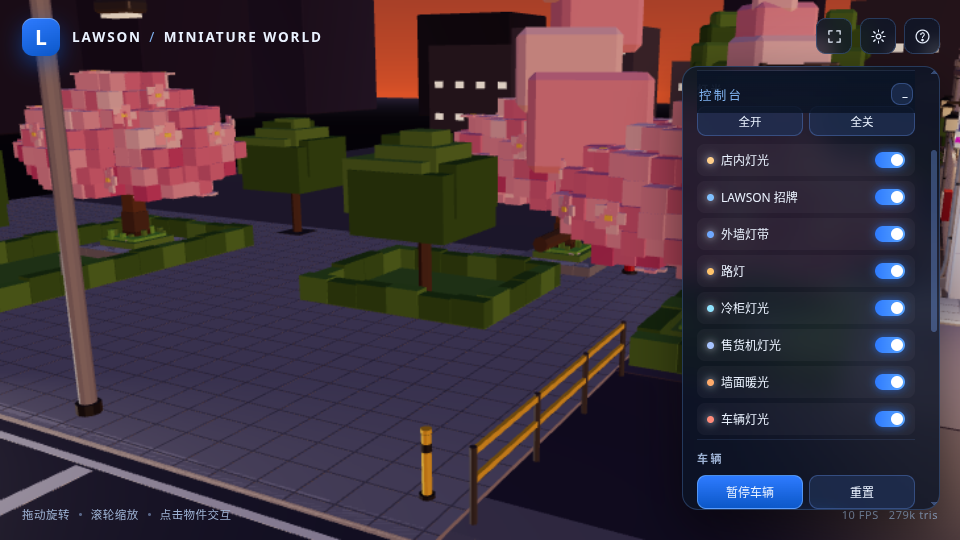 L LAWSON / MINIATURE WORLD
控制台
全开 全关
店内灯光
LAWSON 招牌
外墙灯带
路灯
冷柜灯光
售货机灯光
墙面暖光
车辆灯光
车辆
暂停车辆 重置
拖动旋转 • 滚轮缩放 • 点击物件交互
10 FPS 279k tris